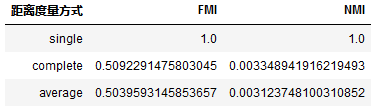 距离度量方式 FMI NMI
single 1.0 1.0
complete 0.5092291475803045 0.003348941916219493
average 0.5039593145853657 0.003123748100310852